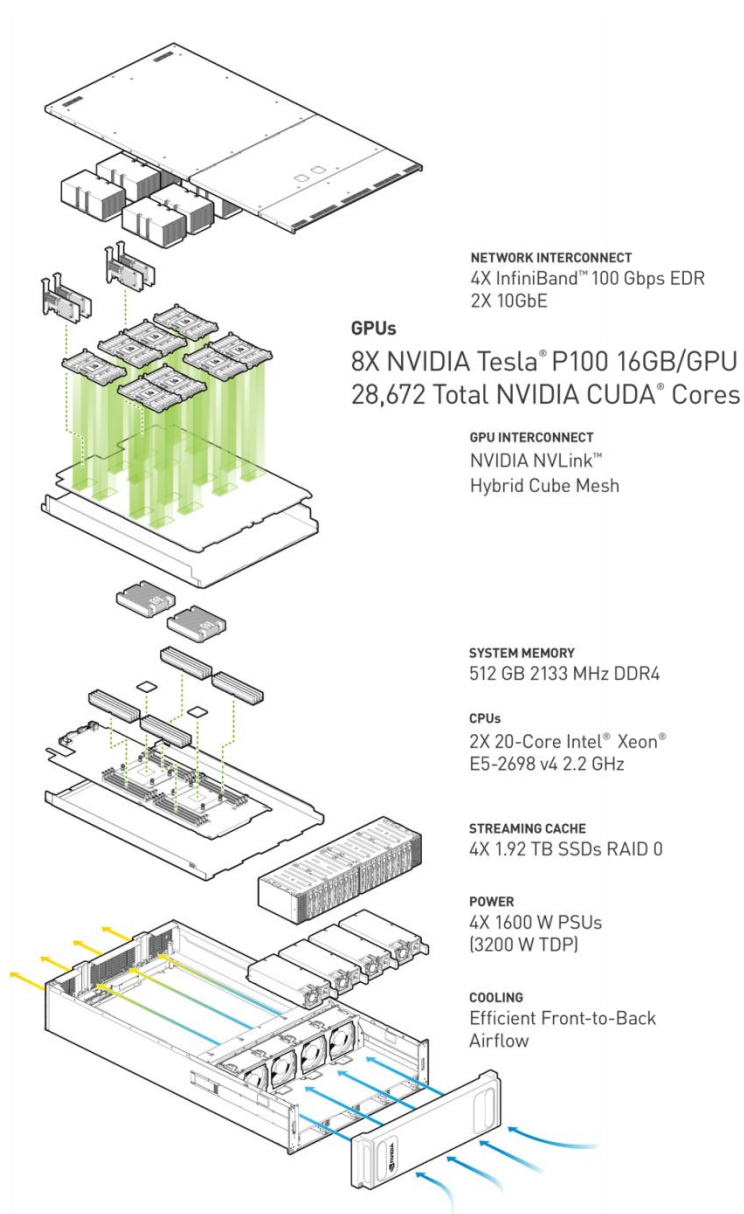 NETWORK INTERCONNECT
4X InfiniBand™ 100 Gbps EDR
2X 10GbE
GPUs
8X NVIDIA Tesla® P100 16GB/GPU
28,672 Total NVIDIA CUDA® Cores
GPU INTERCONNECT
NVIDIA NVLink™
Hybrid Cube Mesh
SYSTEM MEMORY
512 GB 2133 MHz DDR4
CPUs
2X 20-Core Intel® Xeon®
E5-2698 v4 2.2 GHz
STREAMING CACHE
4X 1.92 TB SSDs RAID 0
POWER
4X 1600 W PSUs
(3200 W TDP)
COOLING
Efficient Front-to-Back
Airflow
NVIDIA